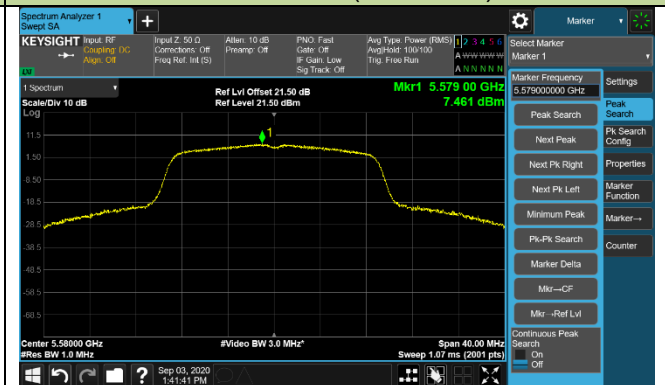 Spectrum Analyzer 1
Swept SA
+
Marker
KEYSIGHT
Input: RF
Coupling: DC
Align: Off
Input Z: 50 Ω
Corrections: Off
Freq Ref: Int (S)
Atten: 10 dB
Preamp: Off
PNO: Fast
Gate: Off
IF Gain: Low
Sig Track: Off
Avg Type: Power (RMS)
Avg|Hold: 100/100
Trig: Free Run
1 2 3 4 5 6
A W W W W W
A N N N N N
LXI
Select Marker
Marker 1
1 Spectrum
Scale/Div 10 dB
Log
Ref Lvl Offset 21.50 dB
Ref Level 21.50 dBm
Mkr1 5.579 00 GHz
7.461 dBm
Marker Frequency
5.579000000 GHz
Settings
Peak Search
Peak
Search
Next Peak
Pk Search
Config
Next Pk Right
Properties
Next Pk Left
Marker
Function
Minimum Peak
Marker→
Pk-Pk Search
Counter
Marker Delta
Mkr→CF
Mkr→Ref Lvl
Continuous Peak
Search
On
Off
1
11.5
1.50
-8.50
-18.5
-28.5
-38.5
-48.5
-58.5
-68.5
Center 5.58000 GHz
#Res BW 1.0 MHz
#Video BW 3.0 MHz*
Span 40.00 MHz
Sweep 1.07 ms (2001 pts)
?
Sep 03, 2020
1:41:41 PM